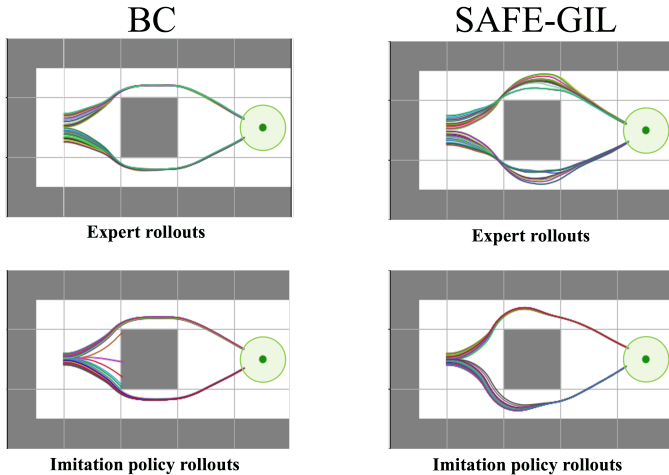 BC
SAFE-GIL
Expert rollouts
Expert rollouts
Imitation policy rollouts
Imitation policy rollouts